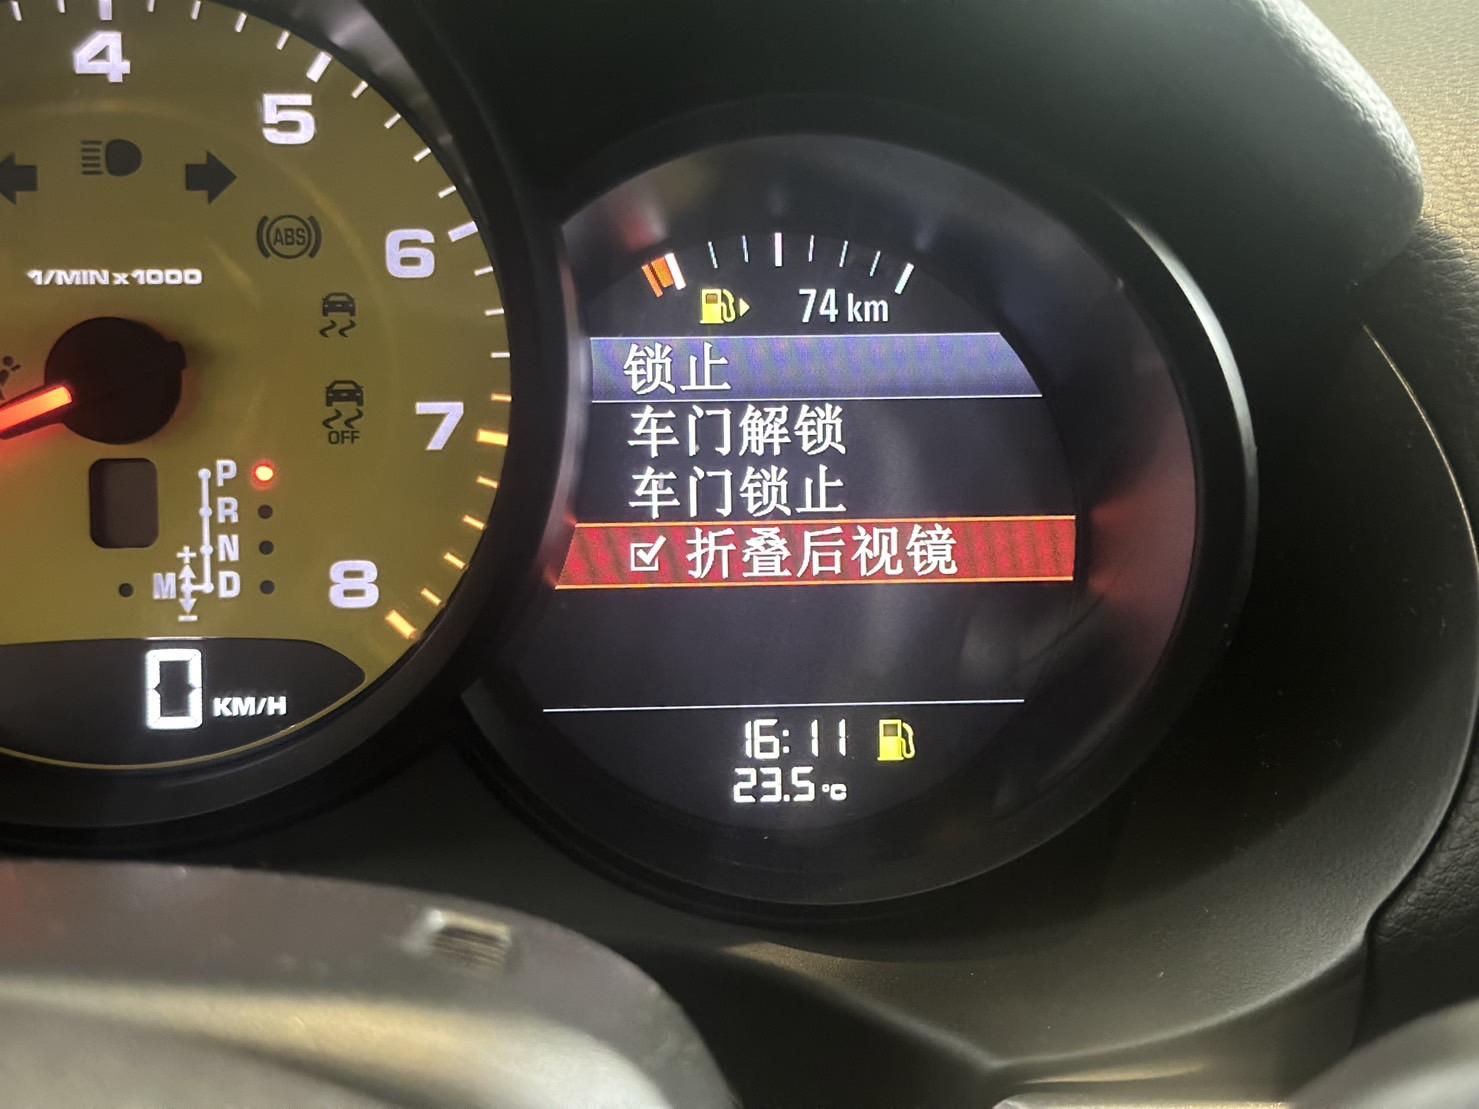 4
5
ABS
6
1/MIN x 1000
7
OFF
P
R
N
M D
+
−
8
0 KM/H
74 km
锁止
车门解锁
车门锁止
折叠后视镜
16:11
23.5 °C